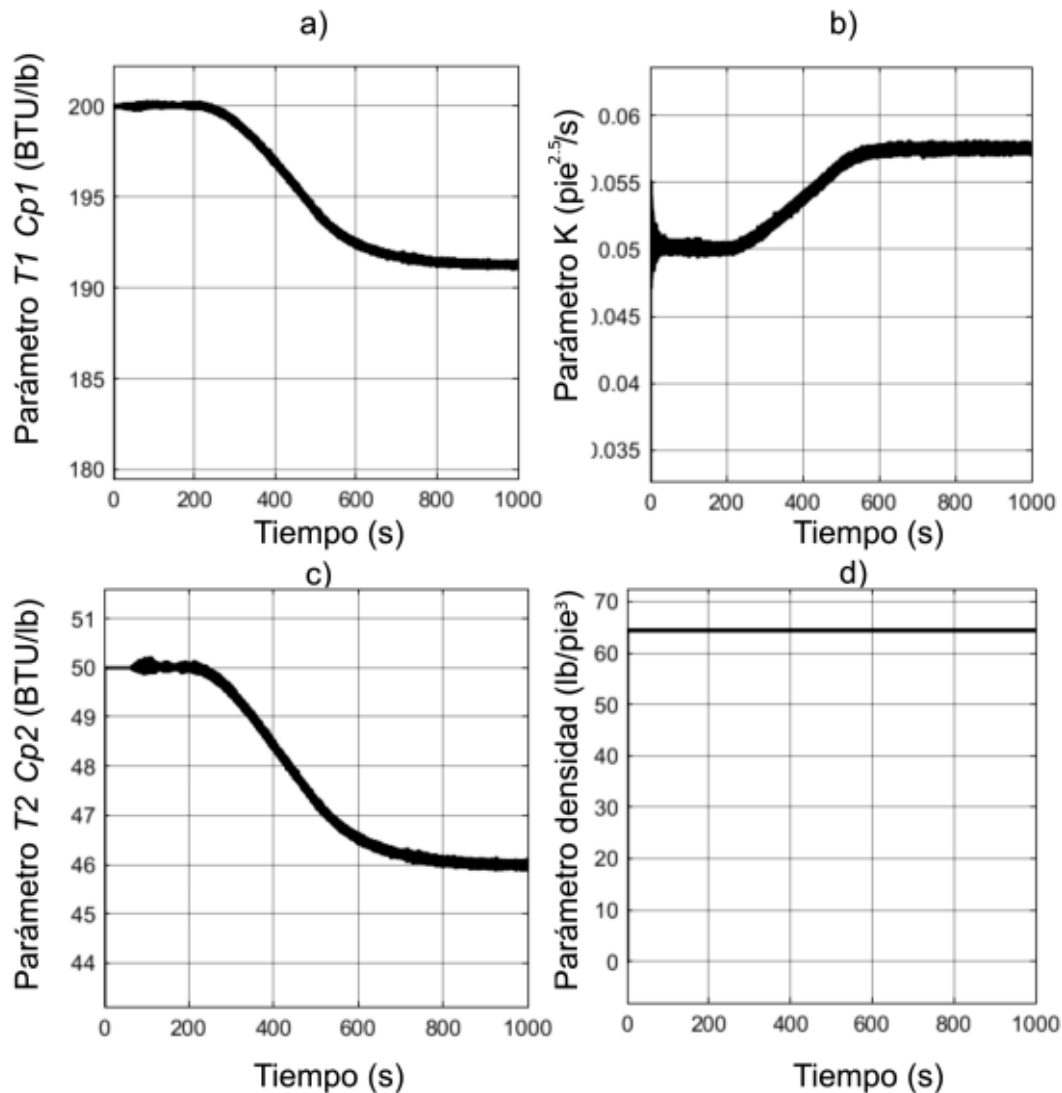 a)
Parámetro T1 Cp1 (BTU/lb)
200
195
190
185
180
0 200 400 600 800 1000
Tiempo (s)
b)
Parámetro K (pie2.5/s)
0.06
0.055
0.05
0.045
0.04
0.035
0 200 400 600 800 1000
Tiempo (s)
c)
Parámetro T2 Cp2 (BTU/lb)
51
50
49
48
47
46
45
44
0 200 400 600 800 1000
Tiempo (s)
d)
Parámetro densidad (lb/pie³)
70
60
50
40
30
20
10
0
0 200 400 600 800 1000
Tiempo (s)